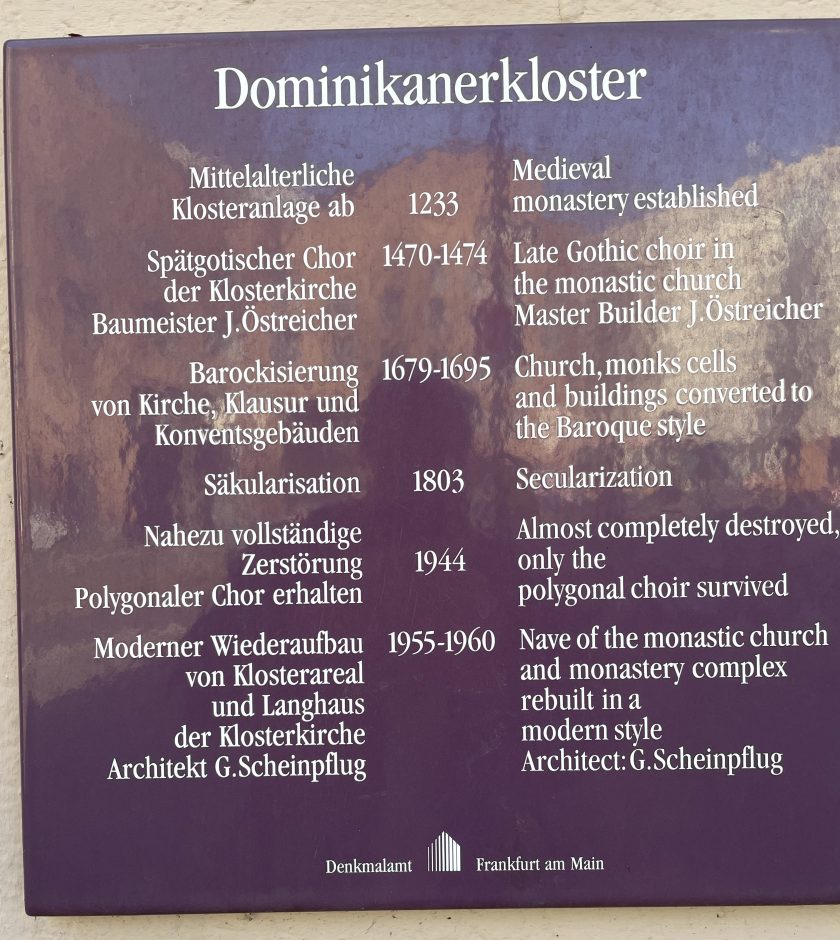 Dominikanerkloster
Mittelalterliche
Klosteranlage ab
1233
Medieval
monastery established
Spätgotischer Chor
der Klosterkirche
Baumeister J.Östreicher
1470-1474
Late Gothic choir in
the monastic church
Master Builder J.Östreicher
Barockisierung
von Kirche, Klausur und
Konventsgebäuden
1679-1695
Church, monks cells
and buildings converted to
the Baroque style
Säkularisation
1803
Secularization
Nahezu vollständige
Zerstörung
Polygonaler Chor erhalten
1944
Almost completely destroyed,
only the
polygonal choir survived
Moderner Wiederaufbau
von Klosterareal
und Langhaus
der Klosterkirche
Architekt G.Scheinpflug
1955-1960
Nave of the monastic church
and monastery complex
rebuilt in a
modern style
Architect: G.Scheinpflug
Denkmalamt Frankfurt am Main